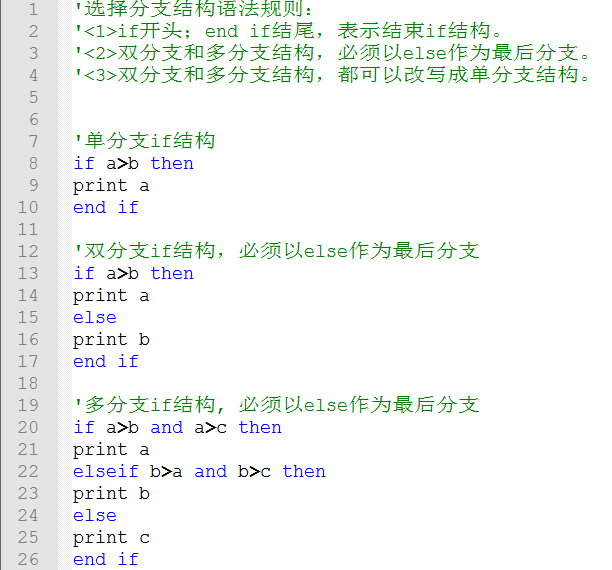 1 '选择分支结构语法规则:
2 '<1>if开头; end if结尾, 表示结束if结构。
3 '<2>双分支和多分支结构, 必须以else作为最后分支。
4 '<3>双分支和多分支结构, 都可以改写成单分支结构。
5
6
7 '单分支if结构
8 if a>b then
9 print a
10 end if
11
12 '双分支if结构, 必须以else作为最后分支
13 if a>b then
14 print a
15 else
16 print b
17 end if
18
19 '多分支if结构, 必须以else作为最后分支
20 if a>b and a>c then
21 print a
22 elseif b>a and b>c then
23 print b
24 else
25 print c
26 end if